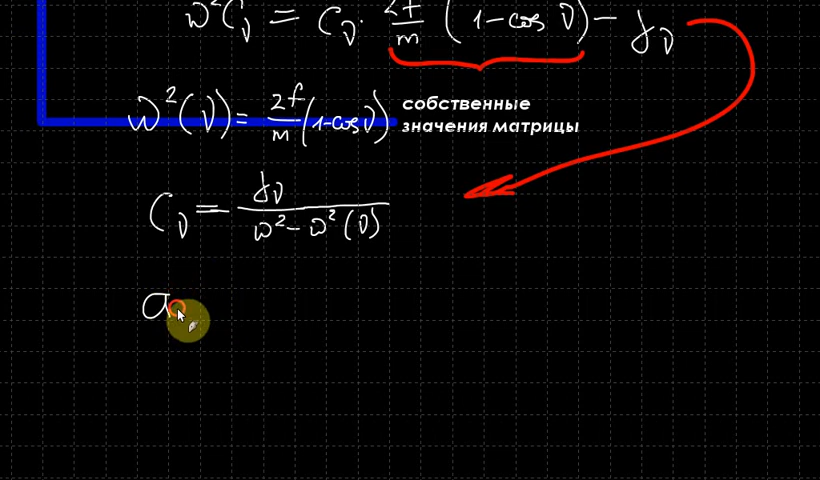 ω²C_ν = C_ν · 2f/m (1-cos ν) - γ_ν
собственные
ω²(ν) = 2f/m (1-cos ν) значения матрицы
C_ν = - γ_ν / ω² - ω²(ν)
a